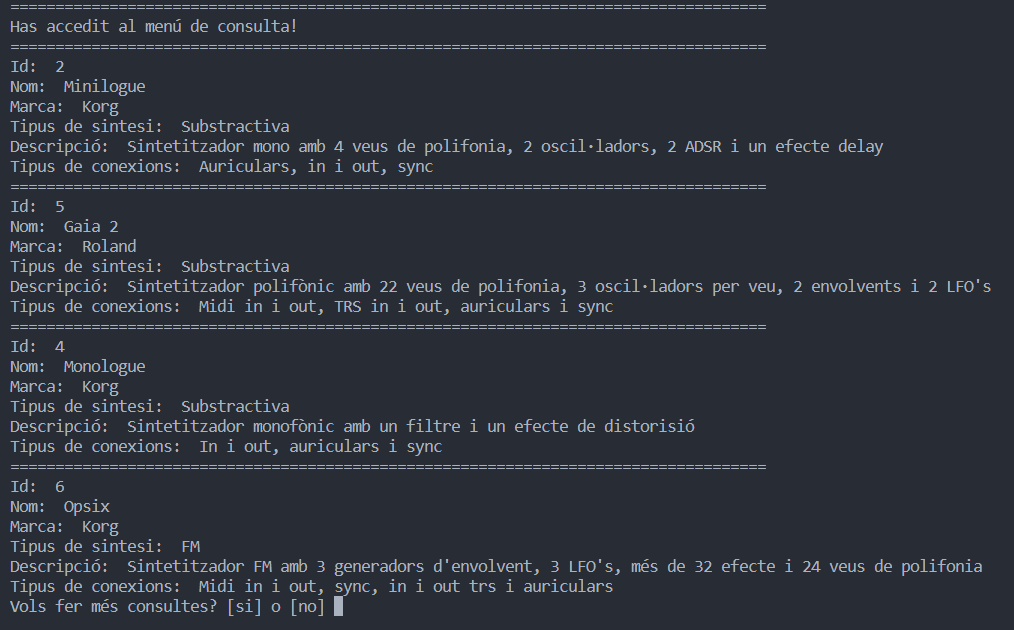 ====================================================================================
Has accedit al menú de consulta!
====================================================================================
Id:  2
Nom:  Minilogue
Marca:  Korg
Tipus de sintesi:  Substractiva
Descripció:  Sintetitzador mono amb 4 veus de polifonia, 2 oscil·ladors, 2 ADSR i un efecte delay
Tipus de conexions:  Auriculars, in i out, sync
====================================================================================
Id:  5
Nom:  Gaia 2
Marca:  Roland
Tipus de sintesi:  Substractiva
Descripció:  Sintetitzador polifònic amb 22 veus de polifonia, 3 oscil·ladors per veu, 2 envolvents i 2 LFO's
Tipus de conexions:  Midi in i out, TRS in i out, auriculars i sync
====================================================================================
Id:  4
Nom:  Monologue
Marca:  Korg
Tipus de sintesi:  Substractiva
Descripció:  Sintetitzador monofònic amb un filtre i un efecte de distorisió
Tipus de conexions:  In i out, auriculars i sync
====================================================================================
Id:  6
Nom:  Opsix
Marca:  Korg
Tipus de sintesi:  FM
Descripció:  Sintetitzador FM amb 3 generadors d'envolvent, 3 LFO's, més de 32 efecte i 24 veus de polifonia
Tipus de conexions:  Midi in i out, sync, in i out trs i auriculars
Vols fer més consultes? [si] o [no]